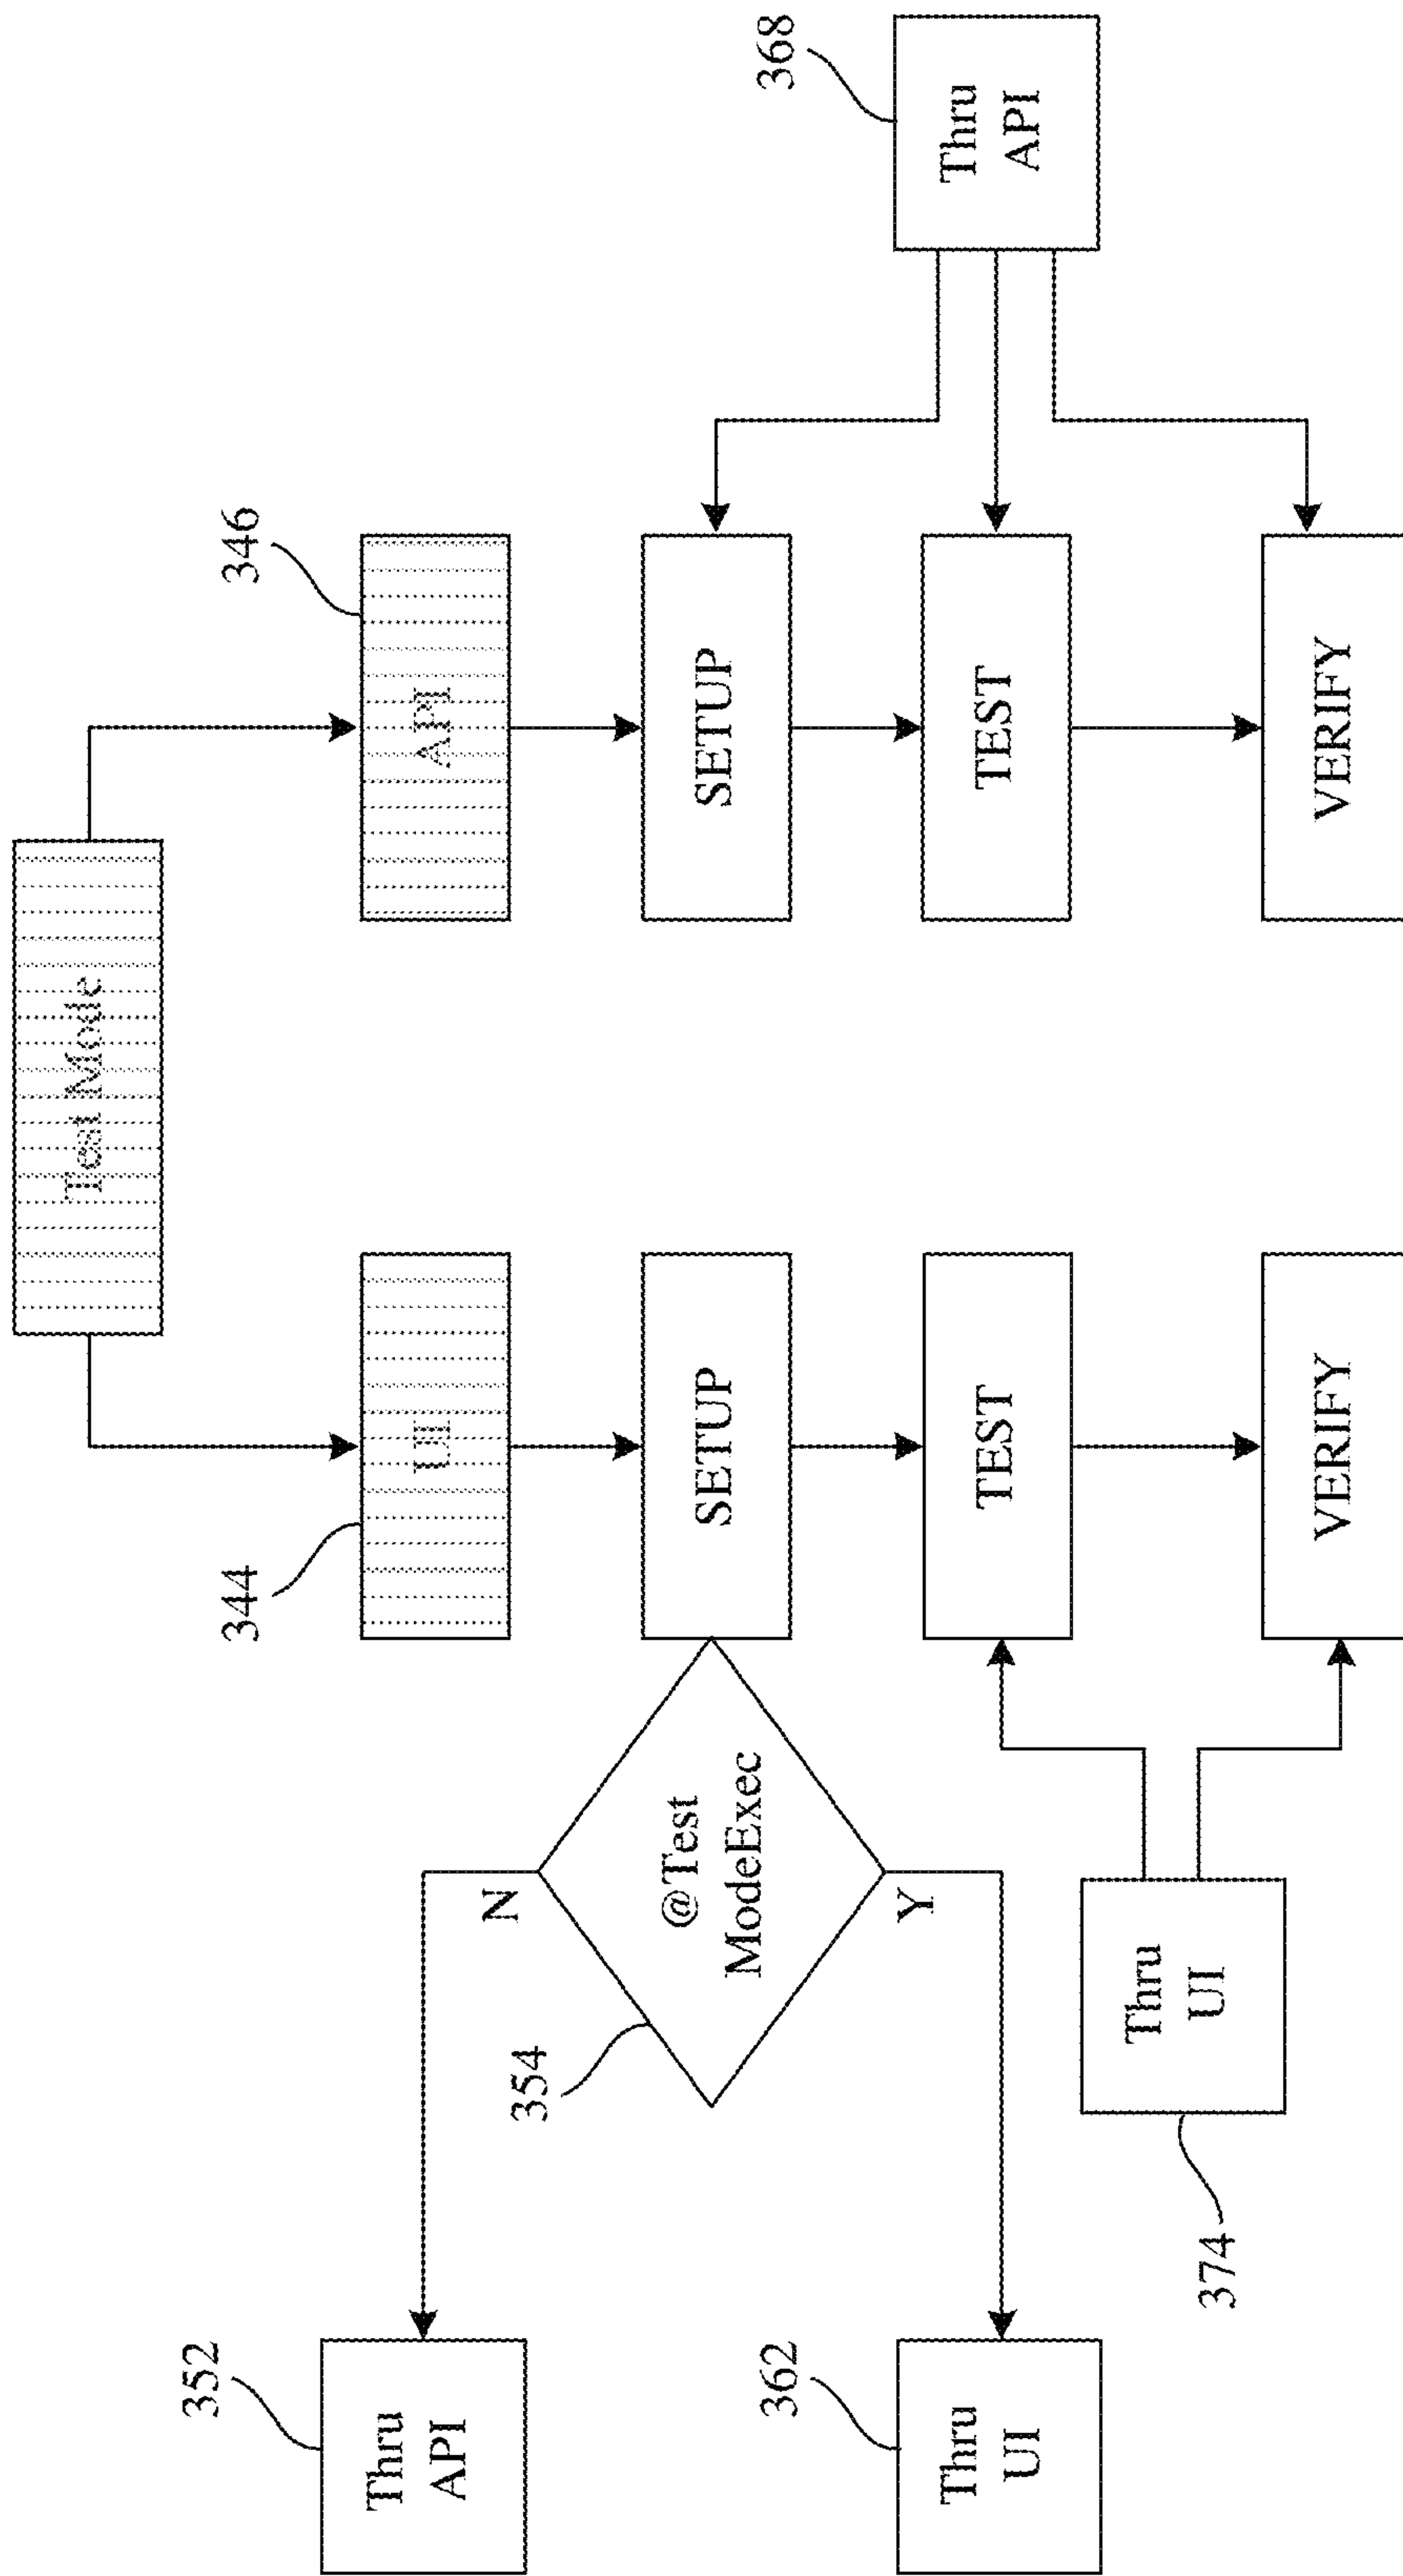 Test Mode
344
UI
346
API
352
Thru
API
N
354
@Test
ModeExec
Y
SETUP
SETUP
362
Thru
UI
374
Thru
UI
TEST
TEST
368
Thru
API
VERIFY
VERIFY